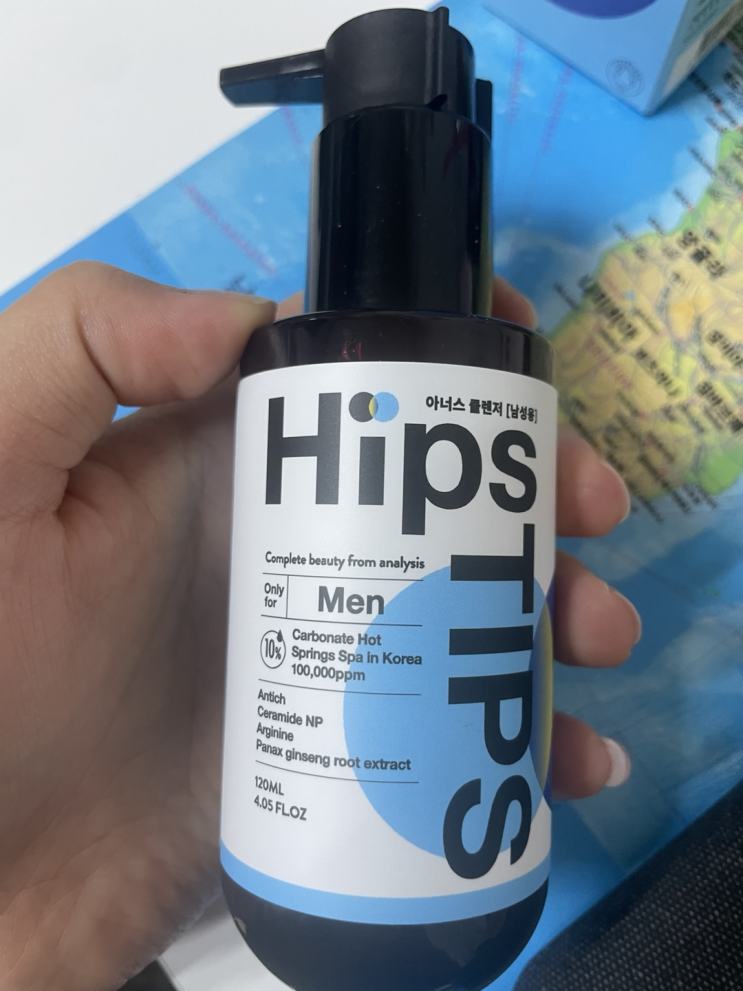 아너스 클렌저 [남성용]
Hips
TIPS
Complete beauty from analysis
Only for
Men
10%
Carbonate Hot
Springs Spa in Korea
100,000ppm
Antich
Ceramide NP
Arginine
Panax ginseng root extract
120ML
4.05 FL.OZ